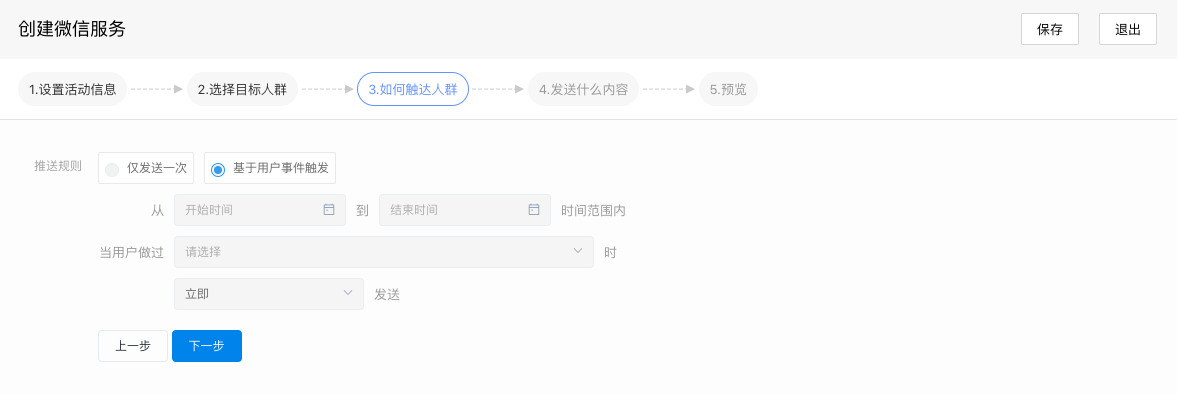 创建微信服务
保存 退出
1.设置活动信息 2.选择目标人群 3.如何触达人群 4.发送什么内容 5.预览
推送规则 仅发送一次 基于用户事件触发
从 开始时间 到 结束时间 时间范围内
当用户做过 请选择 时
立即 发送
上一步 下一步